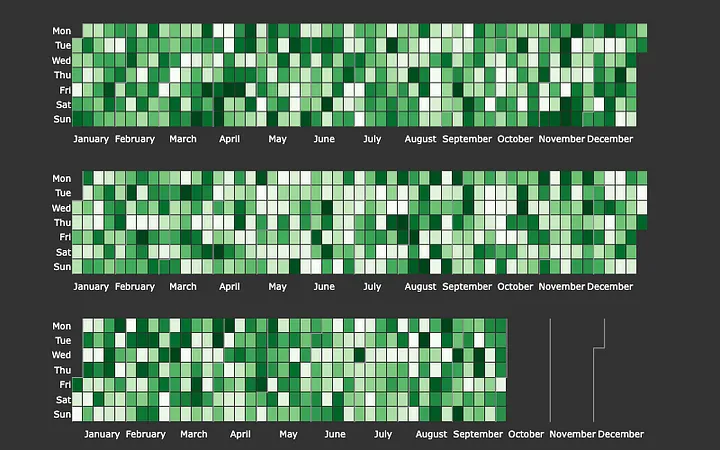 Mon
Tue
Wed
Thu
Fri
Sat
Sun
January February March April May June July August September October November December
Mon
Tue
Wed
Thu
Fri
Sat
Sun
January February March April May June July August September October November December
Mon
Tue
Wed
Thu
Fri
Sat
Sun
January February March April May June July August September October November December